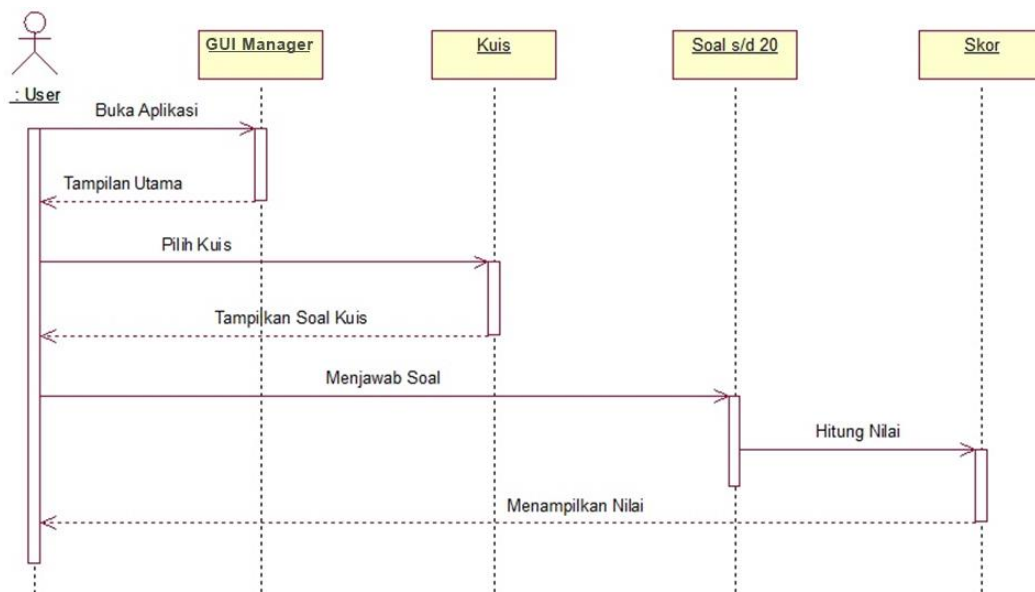 GUI Manager
Kuis
Soal s/d 20
Skor
: User
Buka Aplikasi
Tampilan Utama
Pilih Kuis
Tampilkan Soal Kuis
Menjawab Soal
Hitung Nilai
Menampilkan Nilai